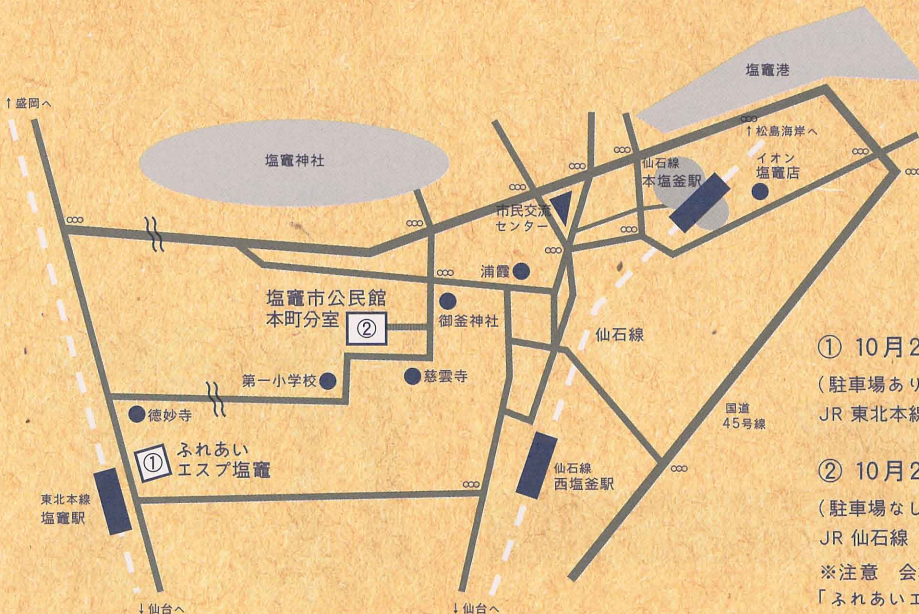 塩竈港
↑盛岡へ
↑松島海岸へ
塩竈神社
仙石線
本塩釜駅
イオン
塩竈店
市民交流
センター
浦霞
塩竈市公民館
本町分室
②
御釜神社
仙石線
① 10月2
(駐車場あり
JR 東北本線
第一小学校
慈雲寺
徳妙寺
国道
45号線
①
ふれあい
エスプ塩竈
仙石線
西塩釜駅
② 10月2
(駐車場なし
JR 仙石線
東北本線
塩竈駅
※注意 会
「ふれあいエ
↓仙台へ
↓仙台へ